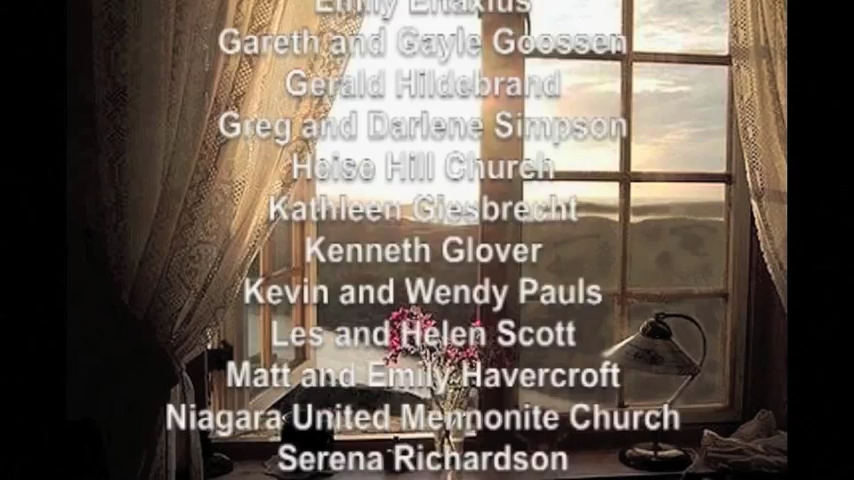 Emily
Gareth and Gayle Goossen
Gerald Hildebrand
Greg and Darlene Simpson
Heise Hill Church
Kathleen Giesbrecht
Kenneth Glover
Kevin and Wendy Pauls
Les and Helen Scott
Matt and Emily Havercroft
Niagara United Mennonite Church
Serena Richardson